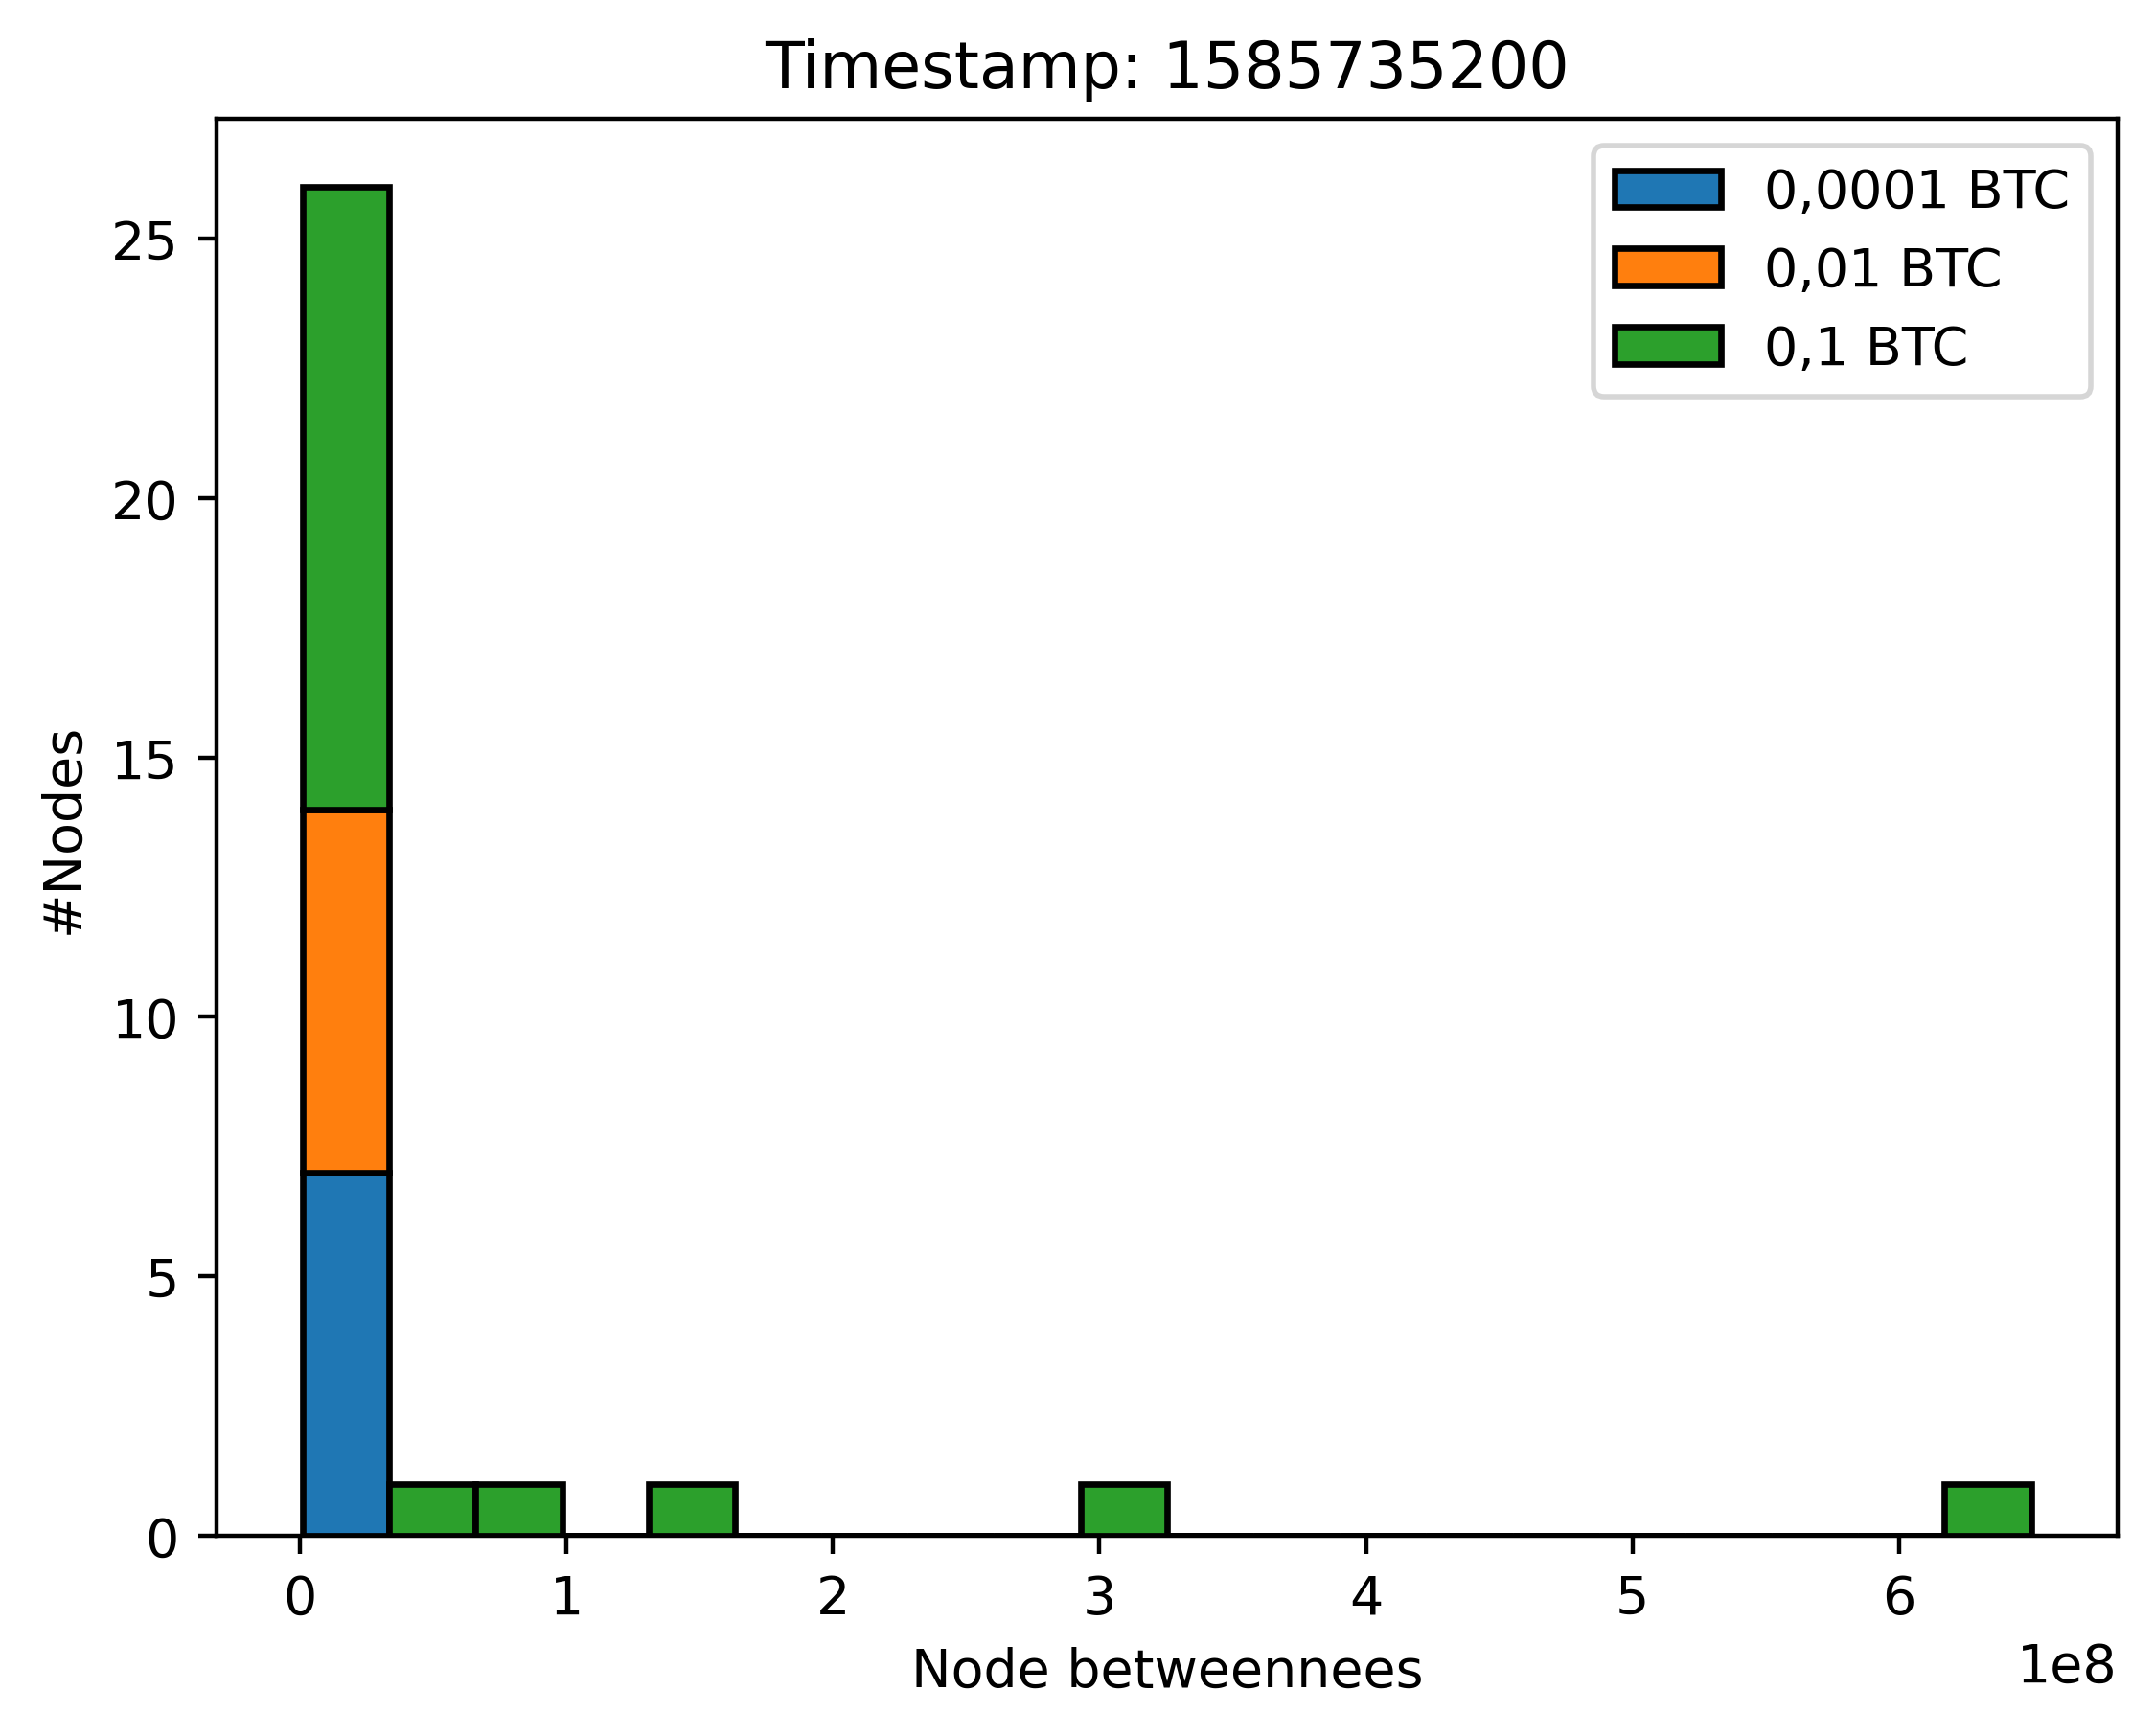 Timestamp: 1585735200
0,0001 BTC
0,01 BTC
0,1 BTC
25
20
15
10
5
0
#Nodes
0 1 2 3 4 5 6
1e8
Node betweennees